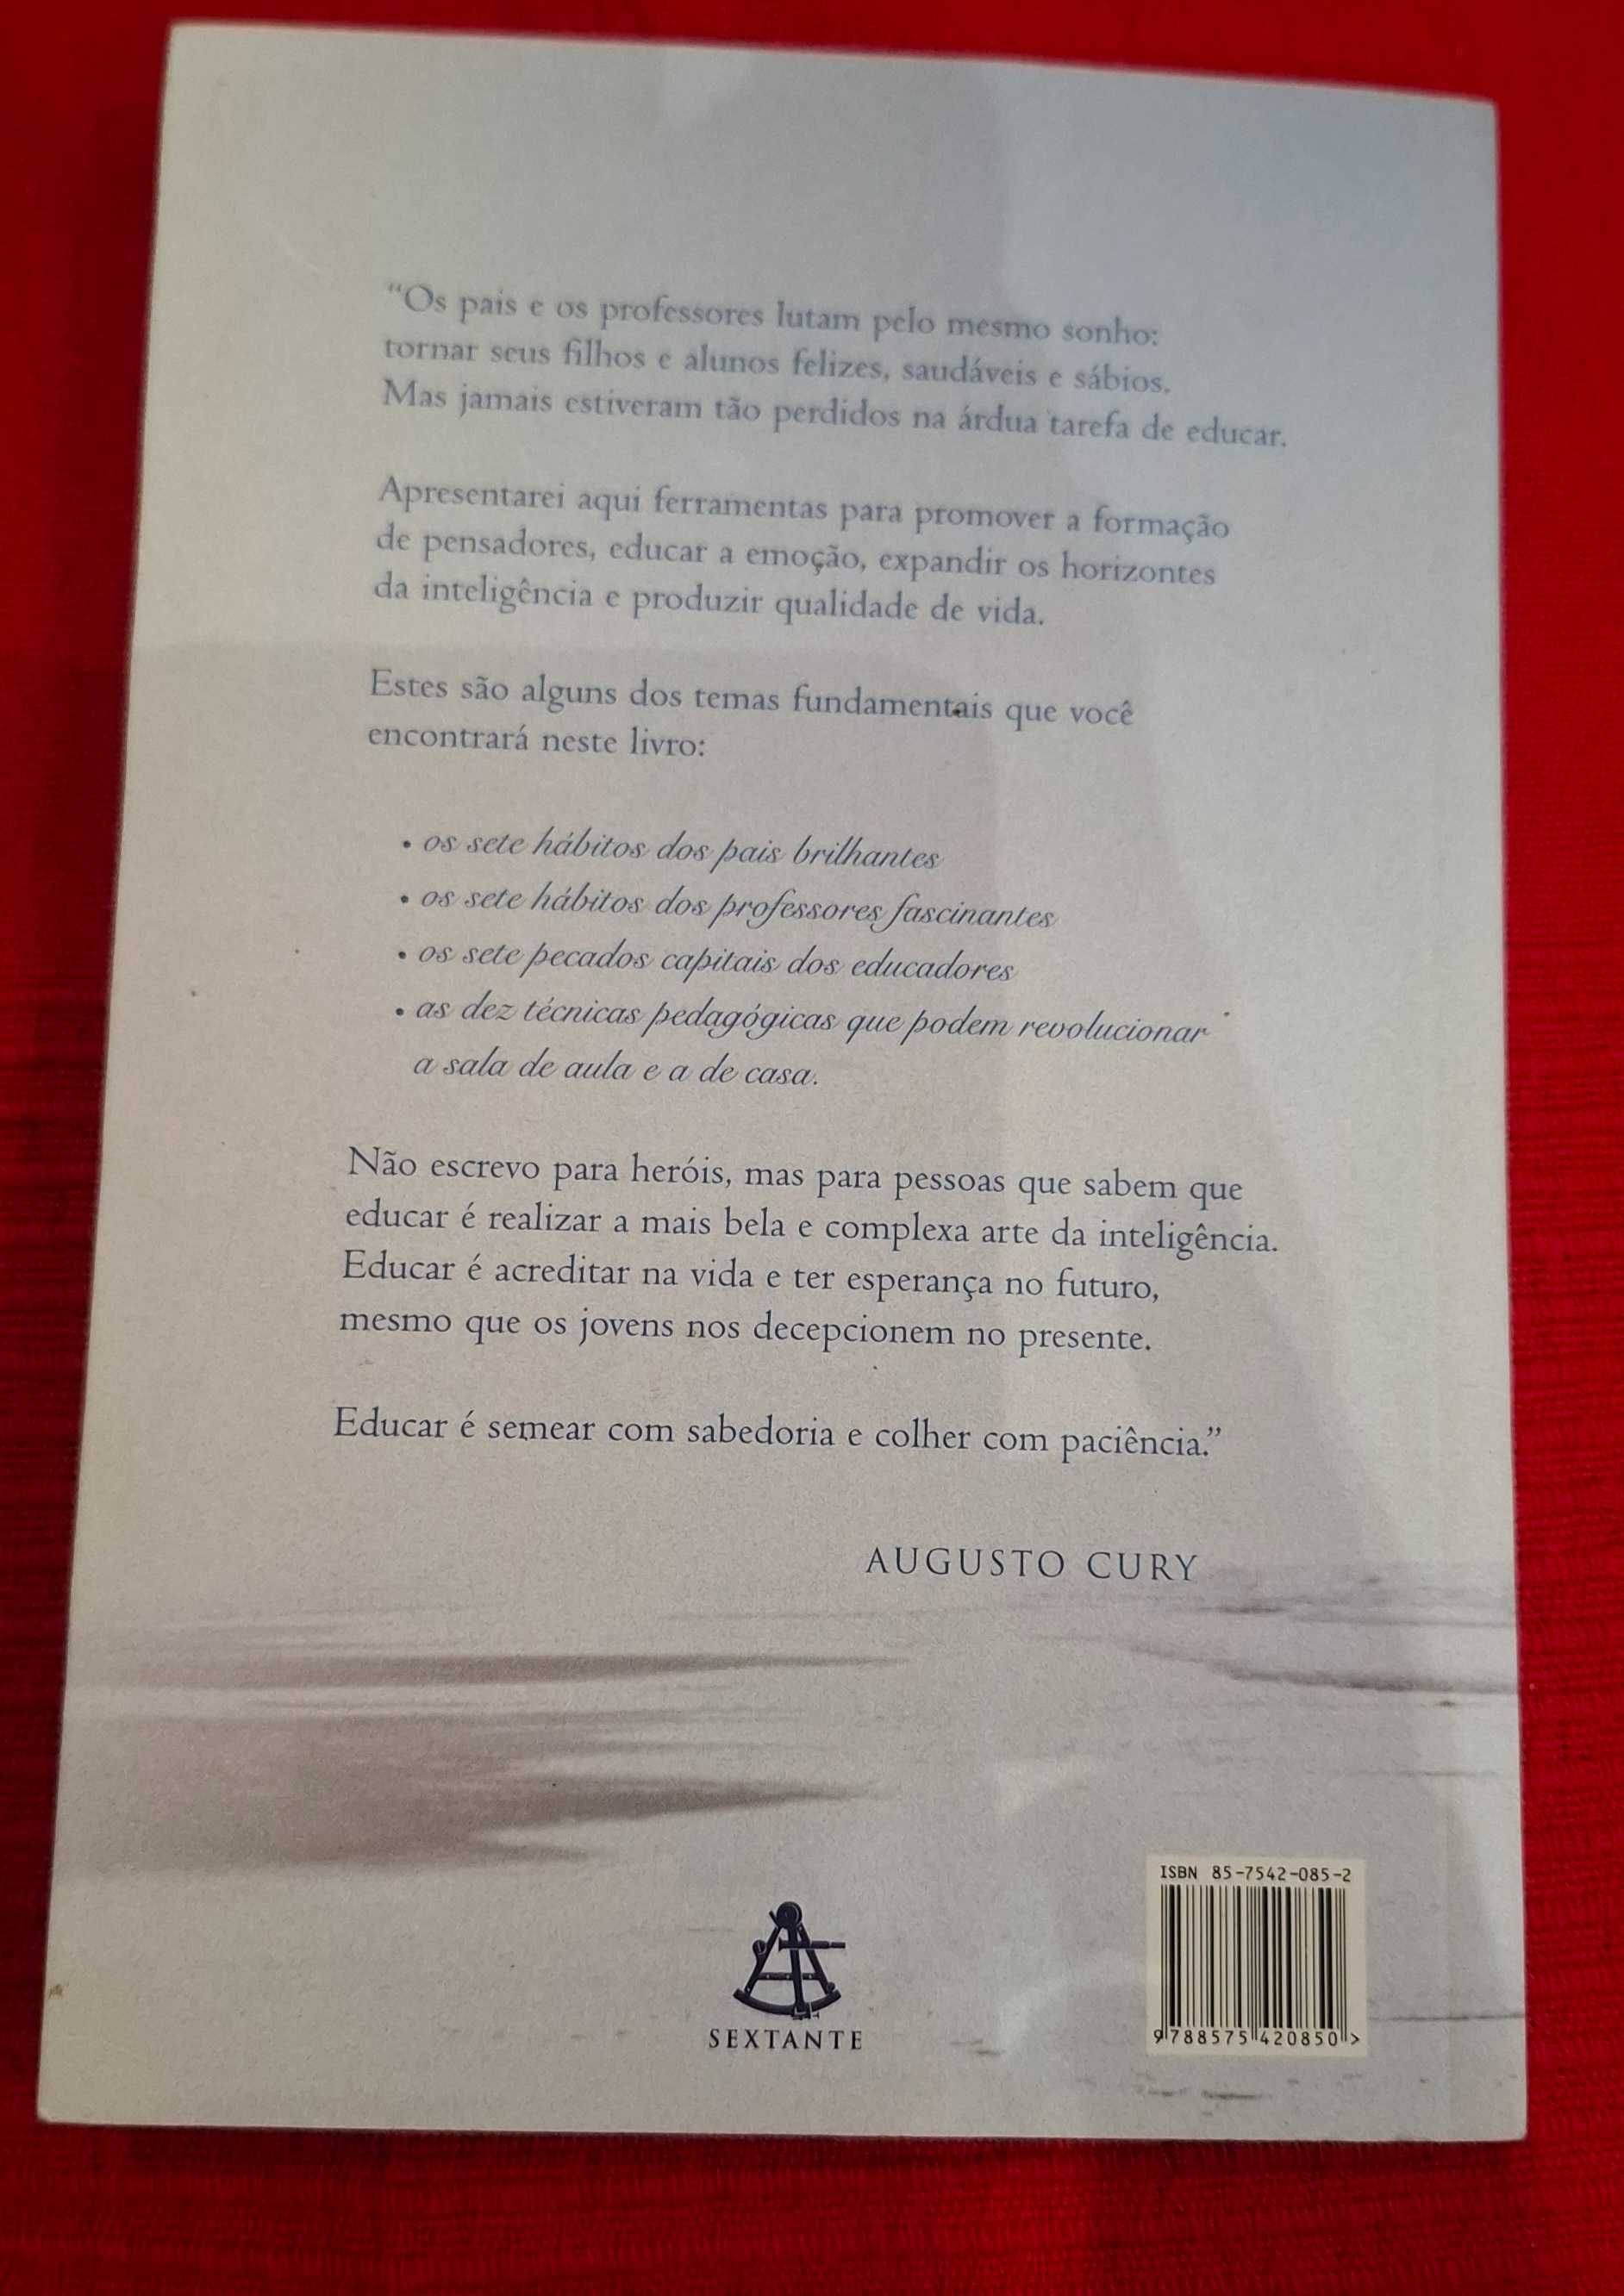 “Os pais e os professores lutam pelo mesmo sonho:
tornar seus filhos e alunos felizes, saudáveis e sábios.
Mas jamais estiveram tão perdidos na árdua tarefa de educar.
Apresentarei aqui ferramentas para promover a formação
de pensadores, educar a emoção, expandir os horizontes
da inteligência e produzir qualidade de vida.
Estes são alguns dos temas fundamentais que você
encontrará neste livro:
• os sete hábitos dos pais brilhantes
• os sete hábitos dos professores fascinantes
• os sete pecados capitais dos educadores
• as dez técnicas pedagógicas que podem revolucionar
a sala de aula e a de casa.
Não escrevo para heróis, mas para pessoas que sabem que
educar é realizar a mais bela e complexa arte da inteligência.
Educar é acreditar na vida e ter esperança no futuro,
mesmo que os jovens nos decepcionem no presente.
Educar é semear com sabedoria e colher com paciência.”
AUGUSTO CURY
SEXTANTE
ISBN 85-7542-085-2
9 788575 420850 >